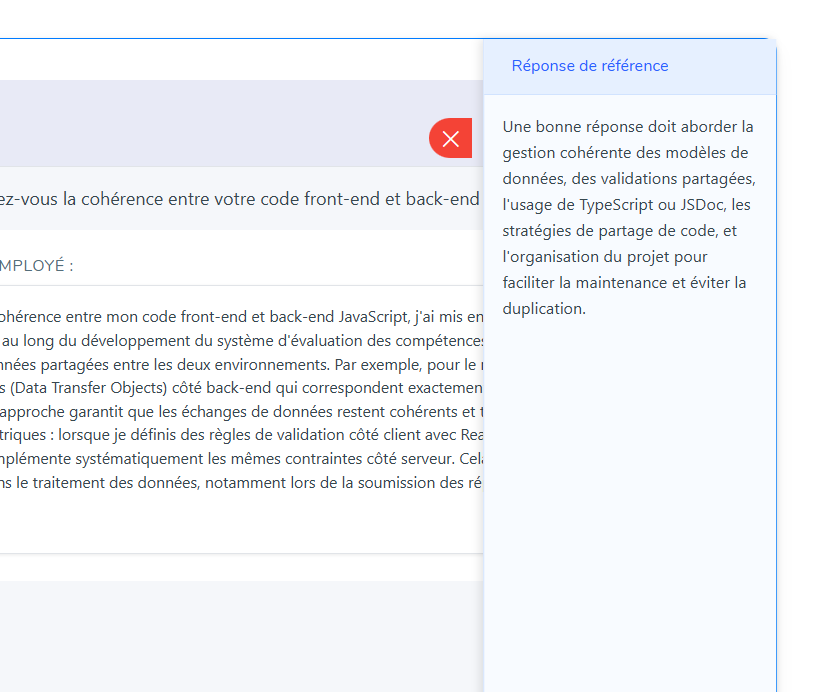 Réponse de référence
ez-vous la cohérence entre votre code front-end et back-end
MPLOYÉ :
ohérence entre mon code front-end et back-end JavaScript, j'ai mis en
au long du développement du système d'évaluation des compétences
nnées partagées entre les deux environnements. Par exemple, pour le
s (Data Transfer Objects) côté back-end qui correspondent exactemen
approche garantit que les échanges de données restent cohérents et
triques : lorsque je définis des règles de validation côté client avec Rea
mplémente systématiquement les mêmes contraintes côté serveur. Cela
ns le traitement des données, notamment lors de la soumission des ré
Une bonne réponse doit aborder la
gestion cohérente des modèles de
données, des validations partagées,
l'usage de TypeScript ou JSDoc, les
stratégies de partage de code, et
l'organisation du projet pour
faciliter la maintenance et éviter la
duplication.